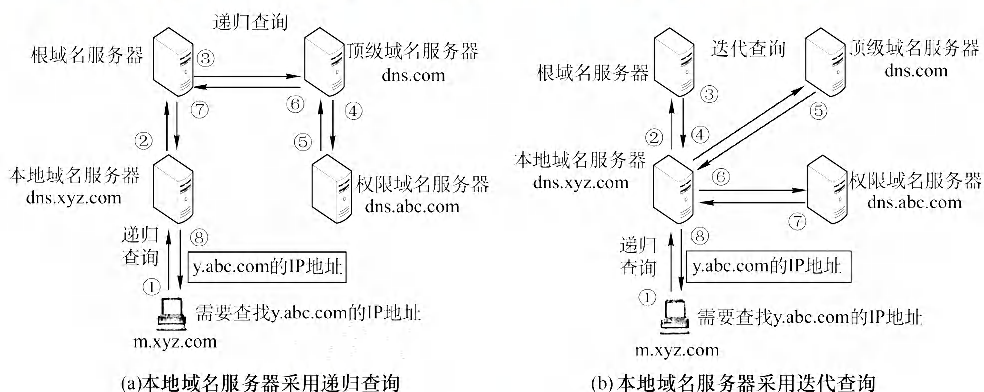 递归查询
根域名服务器
③
顶级域名服务器
dns.com
⑦
⑥
④
②
⑤
本地域名服务器
dns.xyz.com
权限域名服务器
dns.abc.com
递归
查询
⑧
y.abc.com的IP地址
①
需要查找y.abc.com的IP地址
m.xyz.com
(a)本地域名服务器采用递归查询
迭代查询
根域名服务器
③
顶级域名服务器
dns.com
②
④
⑤
本地域名服务器
dns.xyz.com
⑥
权限域名服务器
dns.abc.com
⑦
递归
查询
⑧
y.abc.com的IP地址
①
需要查找y.abc.com的IP地址
m.xyz.com
(b)本地域名服务器采用迭代查询